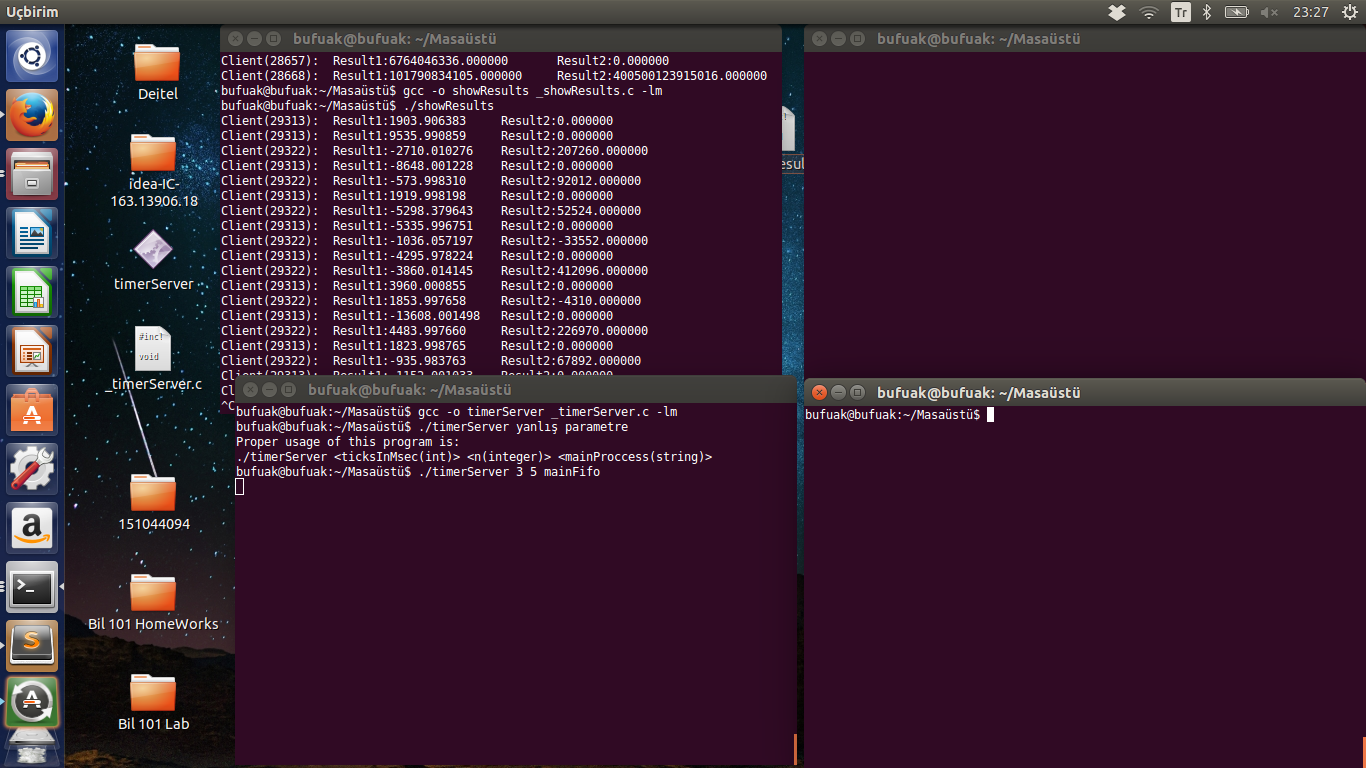 Uçbirim
Tr
23:27
Deitel
idea-IC-
163.13906.18
timerServer
#inc!
void
_timerServer.c
151044094
Bil 101 HomeWorks
Bil 101 Lab
bufuak@bufuak: ~/Masaüstü
Client(28657): Result1:6764046336.000000 Result2:0.000000
Client(28668): Result1:101790834105.000000 Result2:400500123915016.000000
bufuak@bufuak:~/Masaüstü$ gcc -o showResults _showResults.c -lm
bufuak@bufuak:~/Masaüstü$ ./showResults
Client(29313): Result1:1903.906383 Result2:0.000000
Client(29313): Result1:9535.990859 Result2:0.000000
Client(29322): Result1:-2710.010276 Result2:207260.000000
Client(29313): Result1:-8648.001228 Result2:0.000000
Client(29322): Result1:-573.998310 Result2:92012.000000
Client(29313): Result1:1919.998198 Result2:0.000000
Client(29322): Result1:-5298.379643 Result2:52524.000000
Client(29313): Result1:-5335.996751 Result2:0.000000
Client(29322): Result1:-1036.057197 Result2:-33552.000000
Client(29313): Result1:-4295.978224 Result2:0.000000
Client(29322): Result1:-3860.014145 Result2:412096.000000
Client(29313): Result1:3960.000855 Result2:0.000000
Client(29322): Result1:1853.997658 Result2:-4310.000000
Client(29313): Result1:-13608.001498 Result2:0.000000
Client(29322): Result1:4483.997660 Result2:226970.000000
Client(29313): Result1:1823.998765 Result2:0.000000
Client(29322): Result1:-935.983763 Result2:67892.000000
Cl
^C
esul
bufuak@bufuak: ~/Masaüstü
bufuak@bufuak: ~/Masaüstü
bufuak@bufuak:~/Masaüstü$ gcc -o timerServer _timerServer.c -lm
bufuak@bufuak:~/Masaüstü$ ./timerServer yanlış parametre
Proper usage of this program is:
./timerServer <ticksInMsec(int)> <n(integer)> <mainProccess(string)>
bufuak@bufuak:~/Masaüstü$ ./timerServer 3 5 mainFifo
bufuak@bufuak: ~/Masaüstü
bufuak@bufuak:~/Masaüstü$